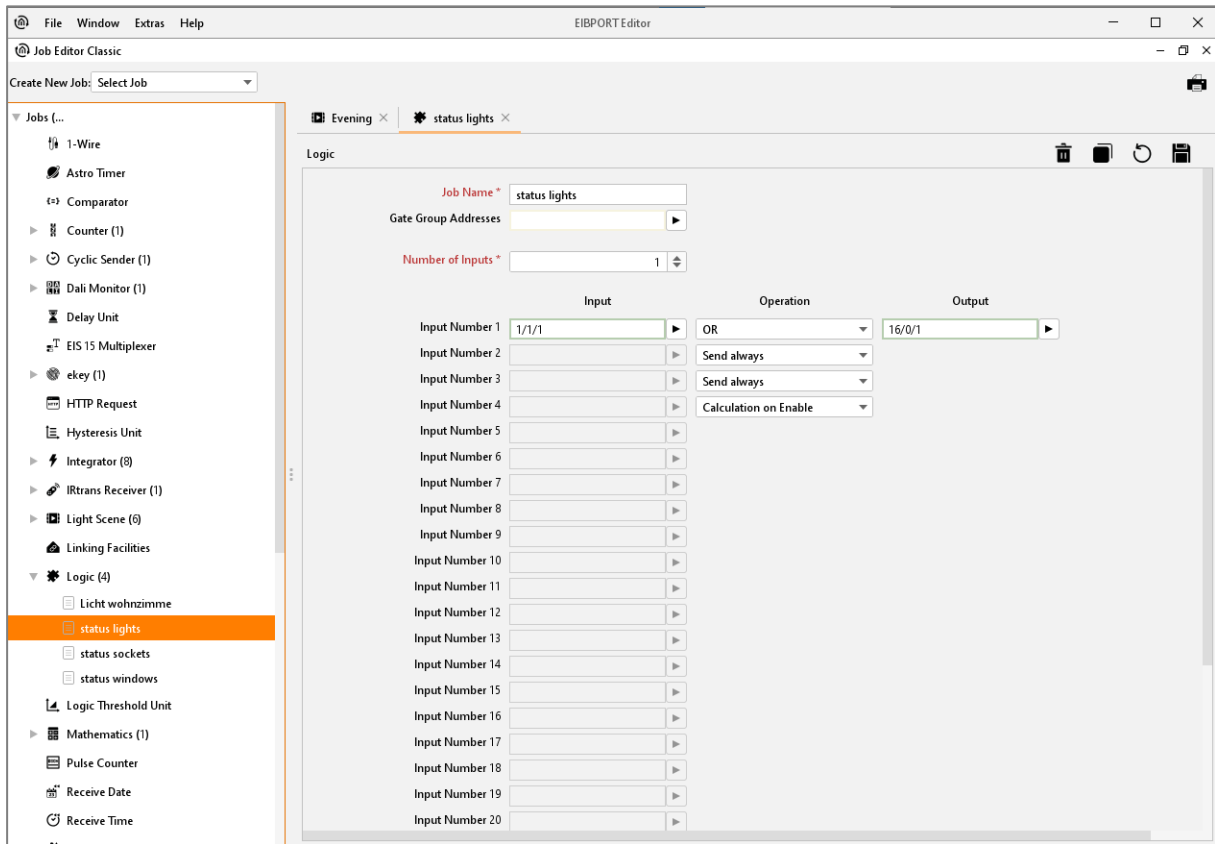 File Window Extras Help EIBPORT Editor
Job Editor Classic
Create New Job: Select Job
Jobs (...
1-Wire
Astro Timer
Comparator
Counter (1)
Cyclic Sender (1)
Dali Monitor (1)
Delay Unit
EIS 15 Multiplexer
ekey (1)
HTTP Request
Hysteresis Unit
Integrator (8)
IRtrans Receiver (1)
Light Scene (6)
Linking Facilities
Logic (4)
Licht wohnzimme
status lights
status sockets
status windows
Logic Threshold Unit
Mathematics (1)
Pulse Counter
Receive Date
Receive Time
Evening status lights
Logic
Job Name * status lights
Gate Group Addresses
Number of Inputs * 1
Input Operation Output
Input Number 1 1/1/1 OR 16/0/1
Input Number 2 Send always
Input Number 3 Send always
Input Number 4 Calculation on Enable
Input Number 5
Input Number 6
Input Number 7
Input Number 8
Input Number 9
Input Number 10
Input Number 11
Input Number 12
Input Number 13
Input Number 14
Input Number 15
Input Number 16
Input Number 17
Input Number 18
Input Number 19
Input Number 20